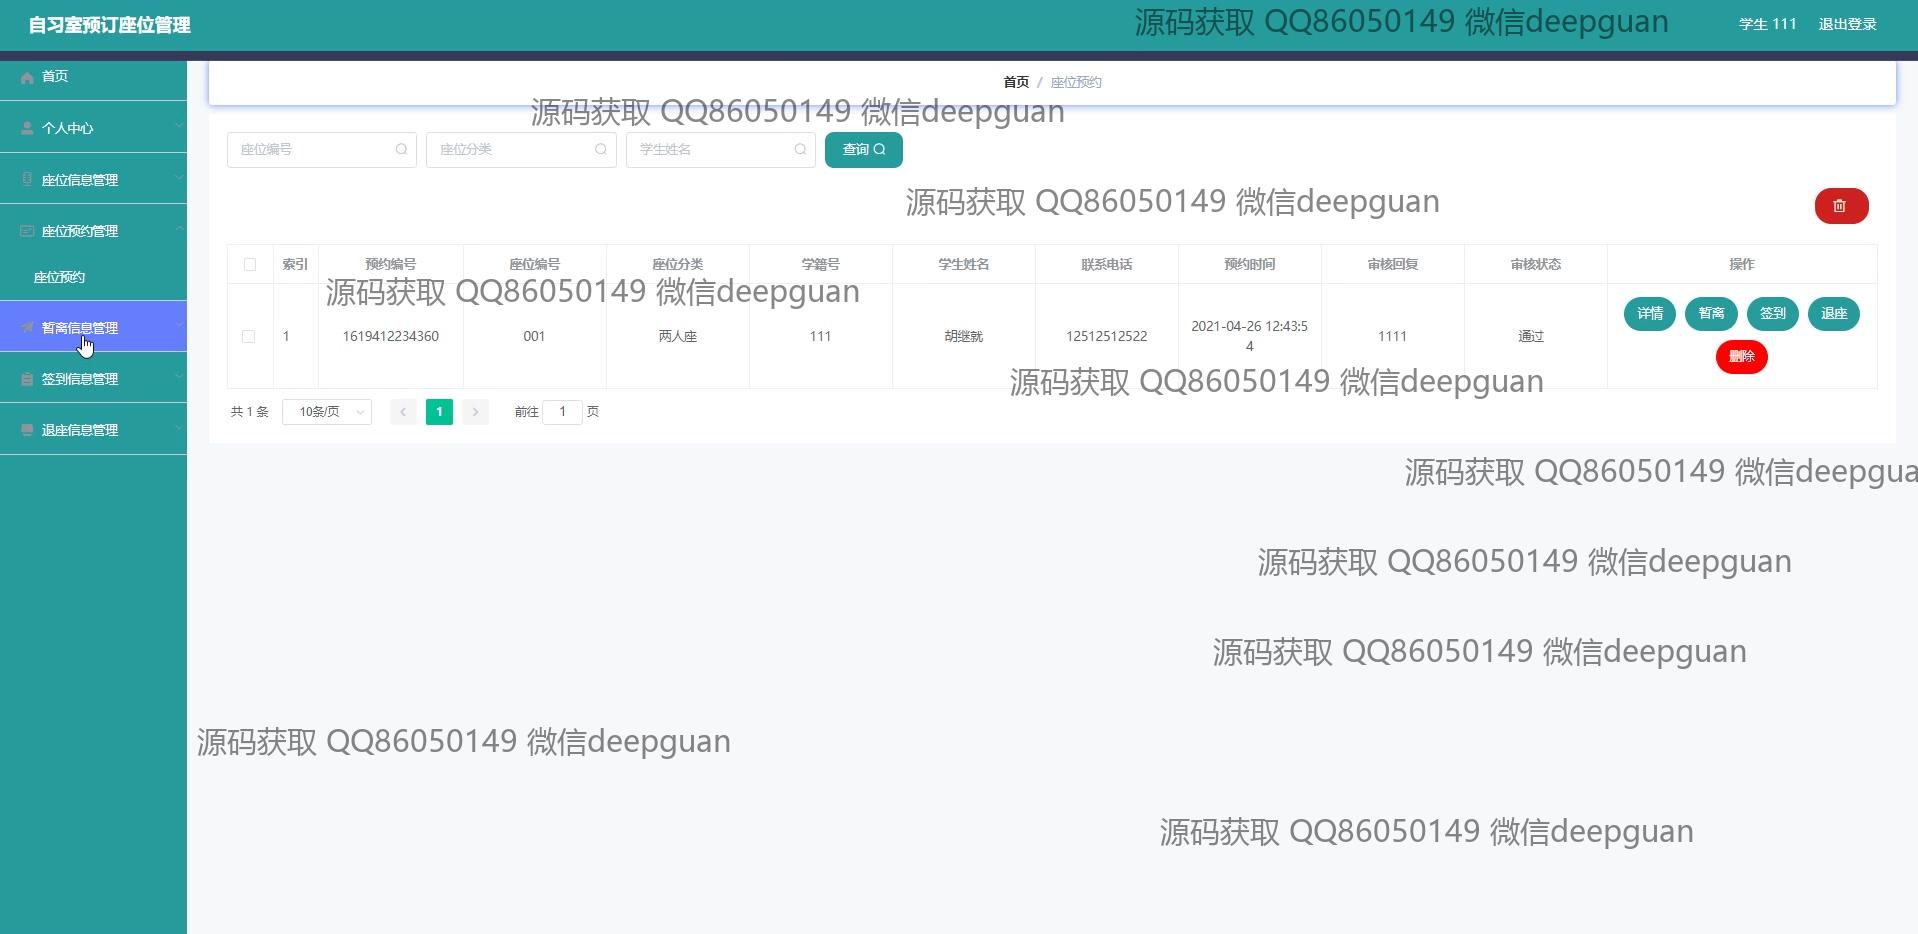 自习室预订座位管理
源码获取 QQ86050149 微信deepguan
学生 111 退出登录
首页
个人中心
座位信息管理
座位预约管理
座位预约
暂离信息管理
签到信息管理
退座信息管理
首页 / 座位预约
源码获取 QQ86050149 微信deepguan
座位编号 座位分类 学生姓名 查询
源码获取 QQ86050149 微信deepguan
索引 预约编号 座位编号 座位分类 学籍号 学生姓名 联系电话 预约时间 审核回复 审核状态 操作
源码获取 QQ86050149 微信deepguan
1 1619412234360 001 两人座 111 胡继就 12512512522 2021-04-26 12:43:5
4 1111 通过 详情 暂离 签到 退座
删除
源码获取 QQ86050149 微信deepguan
共 1 条 10条/页 1 前往 1 页
源码获取 QQ86050149 微信deepgua
源码获取 QQ86050149 微信deepguan
源码获取 QQ86050149 微信deepguan
源码获取 QQ86050149 微信deepguan
源码获取 QQ86050149 微信deepguan